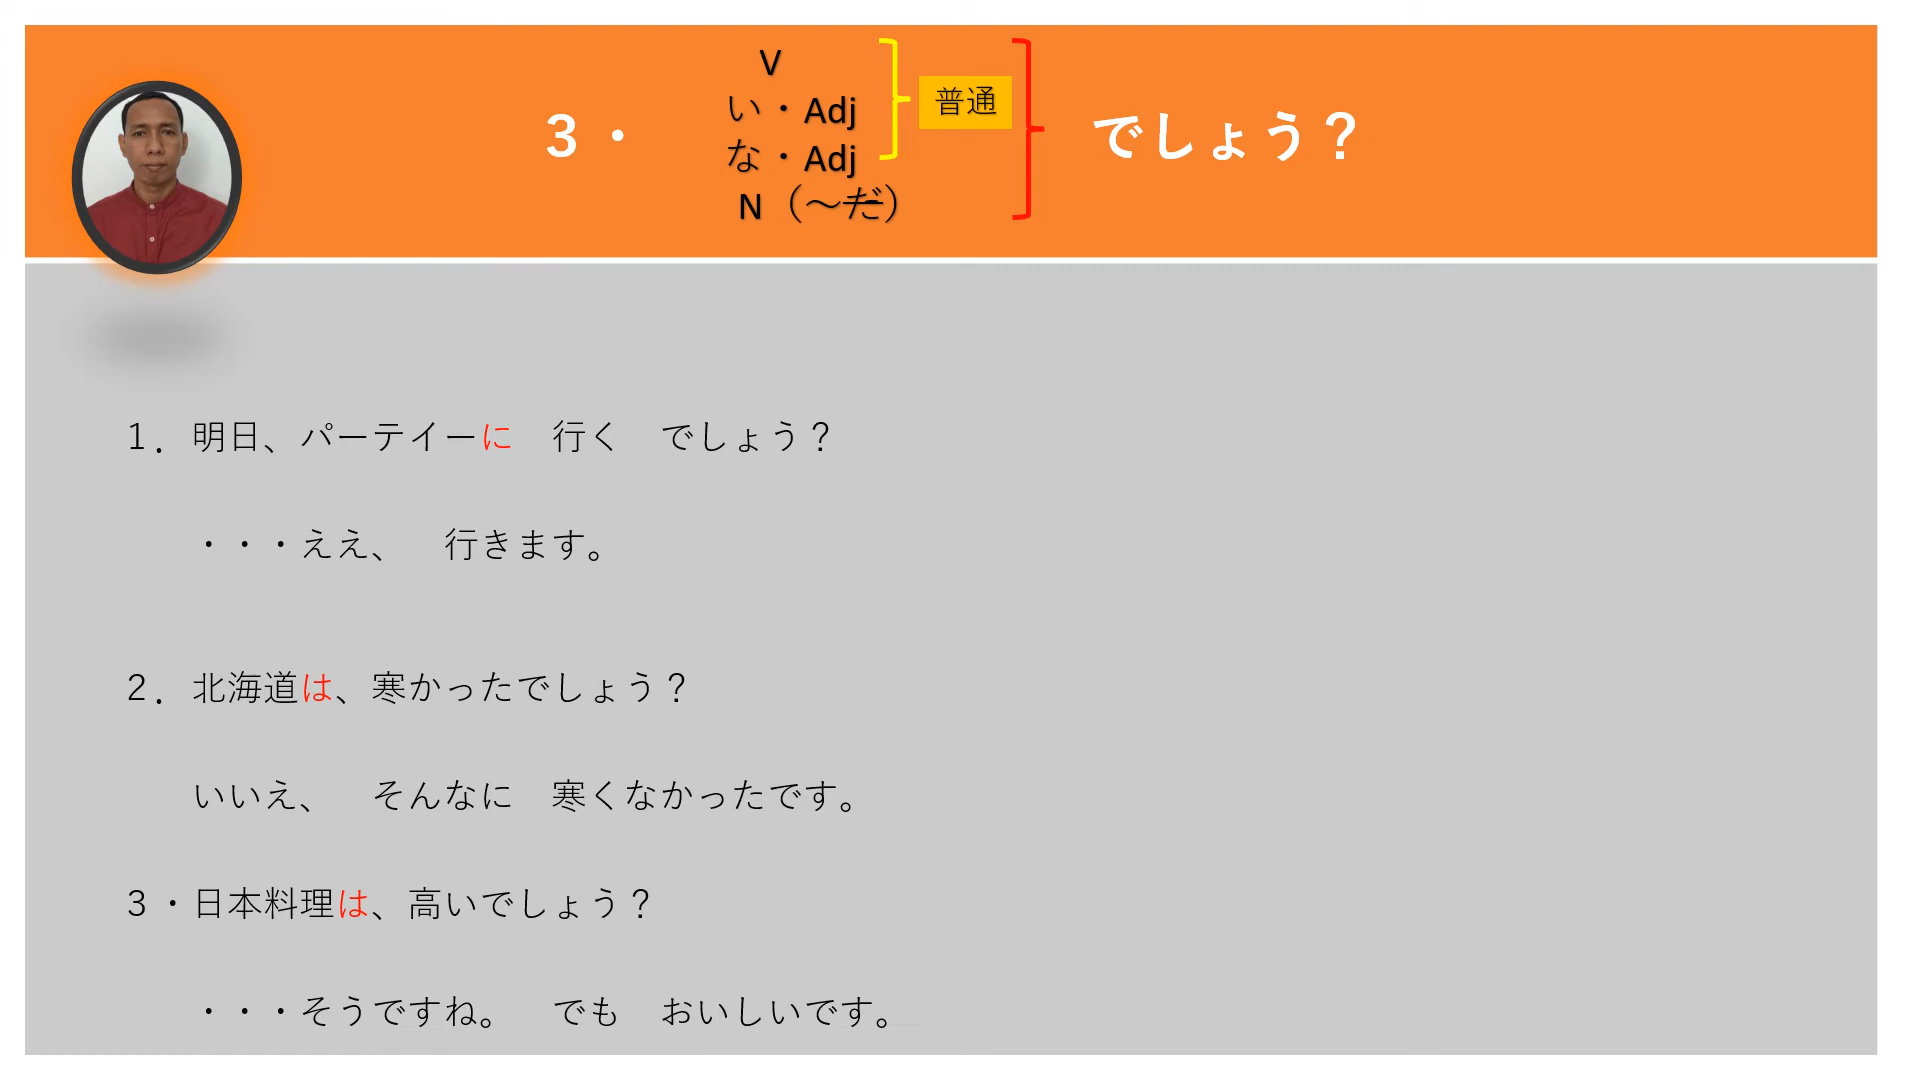 V
い・Adj
な・Adj
N（～だ）
3・
普通
でしょう？
1．明日、パーテイーに　行く　でしょう？
・・・ええ、　行きます。
2．北海道は、寒かったでしょう？
いいえ、　そんなに　寒くなかったです。
3・日本料理は、高いでしょう？
・・・そうですね。　でも　おいしいです。